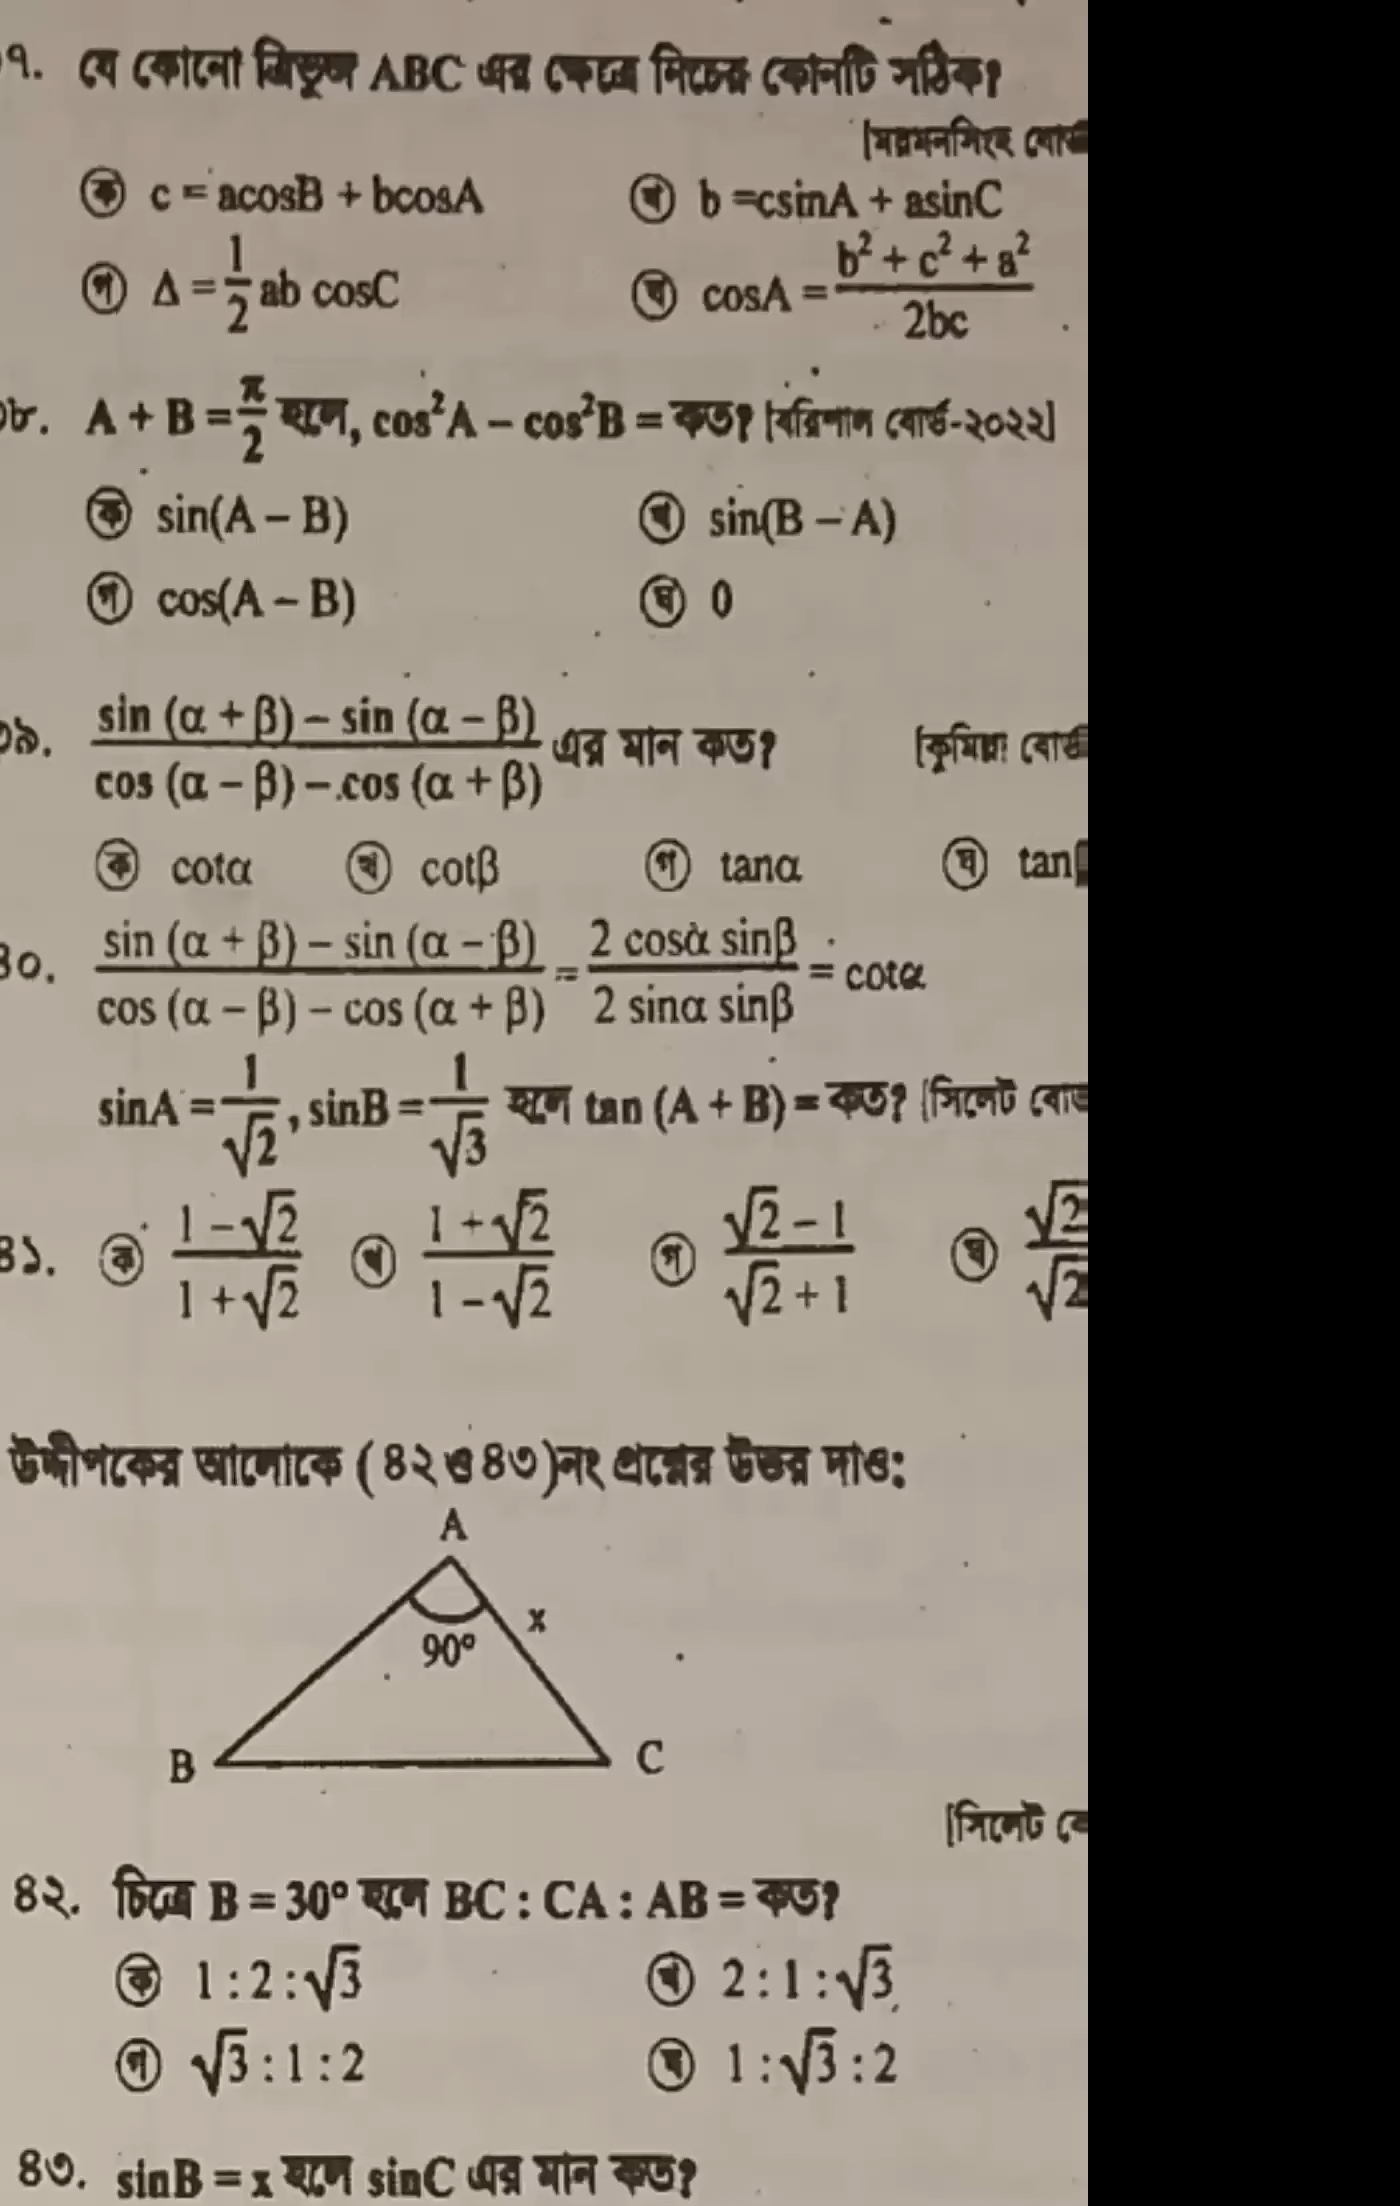 ৭. যে কোনো ত্রিভুজ ABC এর ক্ষেত্রে নিচের কোনটি সঠিক?
[ময়মনসিংহ বোর্ড
ক c = acosB + bcosA খ b =csinA + asinC
গ Δ = 1/2 ab cosC ঘ cosA = (b² + c² + a²)/2bc
৩৮. A + B = π/2 হলে, cos²A – cos²B = কত? [বরিশাল বোর্ড-২০২২]
ক sin(A – B) খ sin(B – A)
গ cos(A – B) ঘ 0
৩৯. (sin (α + β) – sin (α – β))/(cos (α – β) – cos (α + β)) এর মান কত? [কুমিল্লা বোর্ড
ক cotα খ cotβ গ tanα ঘ tan
৪০. (sin (α + β) – sin (α – β))/(cos (α – β) – cos (α + β)) = (2 cosα sinβ)/(2 sinα sinβ) = cotα
sinA = 1/√2, sinB = 1/√3 হলে tan (A + B) = কত? [সিলেট বোর্ড
৪১. ক (1 – √2)/(1 + √2) খ (1 + √2)/(1 – √2) গ (√2 – 1)/(√2 + 1) ঘ √2/√2
উদ্দীপকের আলোকে (৪২ ও ৪৩)নং প্রশ্নের উত্তর দাও:
A
x
90°
B C
[সিলেট
৪২. চিত্রে B = 30° হলে BC : CA : AB = কত?
ক 1 : 2 : √3 খ 2 : 1 : √3
গ √3 : 1 : 2 ঘ 1 : √3 : 2
৪৩. sinB = x হলে sinC এর মান কত?